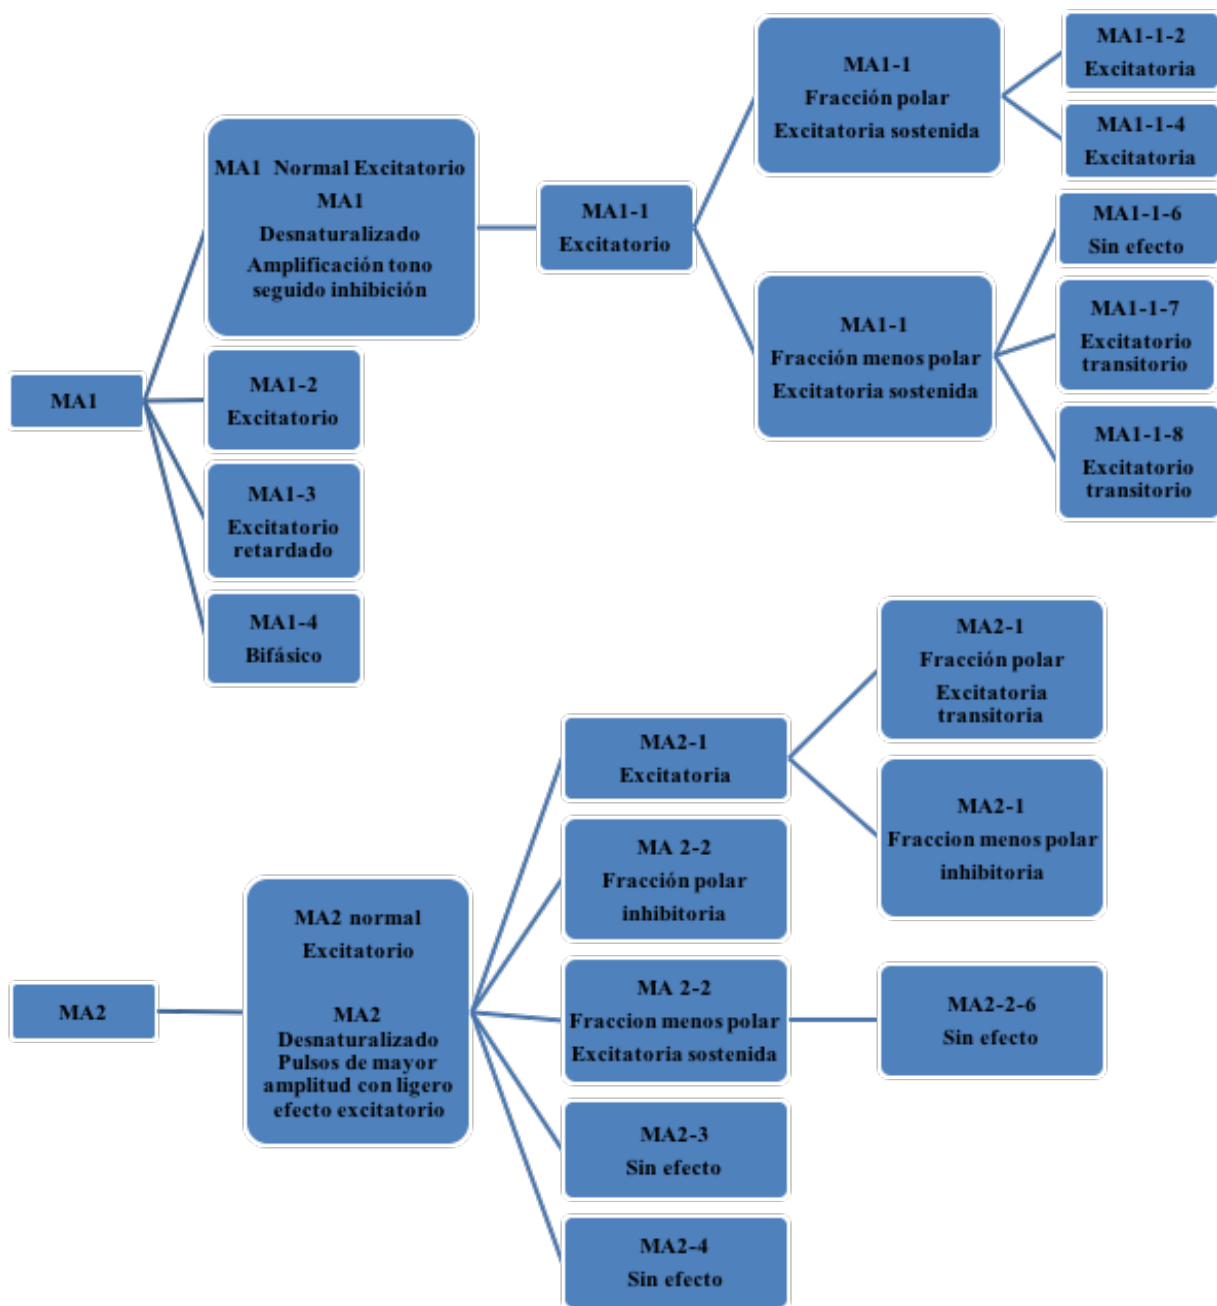 MA1
MA1 Normal Excitatorio
MA1
Desnaturalizado
Amplificación tono
seguido inhibición
MA1-2
Excitatorio
MA1-3
Excitatorio
retardado
MA1-4
Bifásico
MA1-1
Excitatorio
MA1-1
Fracción polar
Excitatoria sostenida
MA1-1
Fracción menos polar
Excitatoria sostenida
MA1-1-2
Excitatoria
MA1-1-4
Excitatoria
MA1-1-6
Sin efecto
MA1-1-7
Excitatorio
transitorio
MA1-1-8
Excitatorio
transitorio
MA2
MA2 normal
Excitatorio
MA2
Desnaturalizado
Pulsos de mayor
amplitud con ligero
efecto excitatorio
MA2-1
Excitatoria
MA 2-2
Fracción polar
inhibitoria
MA 2-2
Fraccion menos polar
Excitatoria sostenida
MA2-3
Sin efecto
MA2-4
Sin efecto
MA2-1
Fracción polar
Excitatoria
transitoria
MA2-1
Fraccion menos polar
inhibitoria
MA2-2-6
Sin efecto